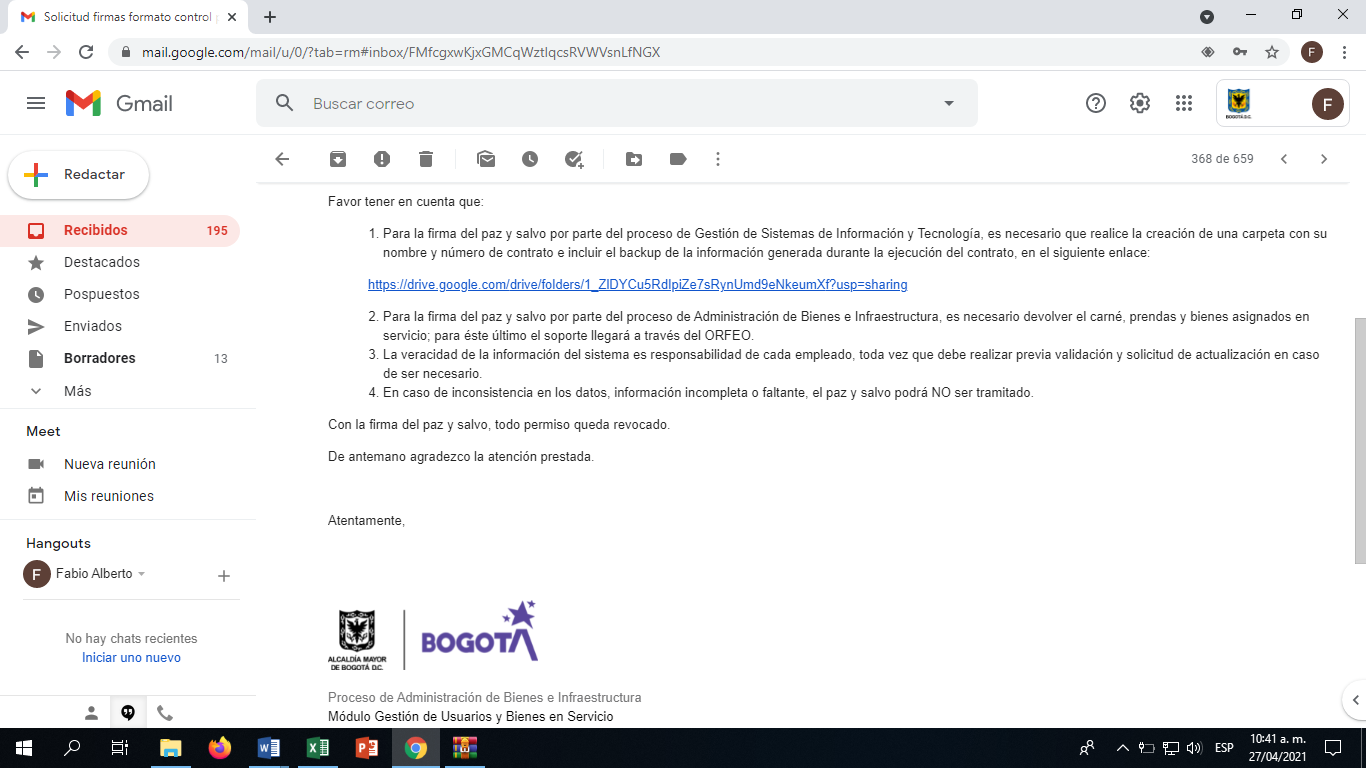 Solicitud firmas formato control
mail.google.com/mail/u/0/?tab=rm#inbox/FMfcgxwKjxGMCqWztlqcsRVWVsnLfNGX
F
Gmail
Buscar correo
BOGOTÁ D.C.
F
Redactar
368 de 659
Recibidos 195
Destacados
Pospuestos
Enviados
Borradores 13
Más
Meet
Nueva reunión
Mis reuniones
Hangouts
F Fabio Alberto
No hay chats recientes
Iniciar uno nuevo
Favor tener en cuenta que:
1. Para la firma del paz y salvo por parte del proceso de Gestión de Sistemas de Información y Tecnología, es necesario que realice la creación de una carpeta con su
nombre y número de contrato e incluir el backup de la información generada durante la ejecución del contrato, en el siguiente enlace:
https://drive.google.com/drive/folders/1_ZlDYCu5RdIpiZe7sRynUmd9eNkeumXf?usp=sharing
2. Para la firma del paz y salvo por parte del proceso de Administración de Bienes e Infraestructura, es necesario devolver el carné, prendas y bienes asignados en
servicio; para éste último el soporte llegará a través del ORFEO.
3. La veracidad de la información del sistema es responsabilidad de cada empleado, toda vez que debe realizar previa validación y solicitud de actualización en caso
de ser necesario.
4. En caso de inconsistencia en los datos, información incompleta o faltante, el paz y salvo podrá NO ser tramitado.
Con la firma del paz y salvo, todo permiso queda revocado.
De antemano agradezco la atención prestada.
Atentamente,
ALCALDÍA MAYOR
DE BOGOTÁ D.C.
BOGOTÁ
Proceso de Administración de Bienes e Infraestructura
Módulo Gestión de Usuarios y Bienes en Servicio
ESP
10:41 a. m.
27/04/2021